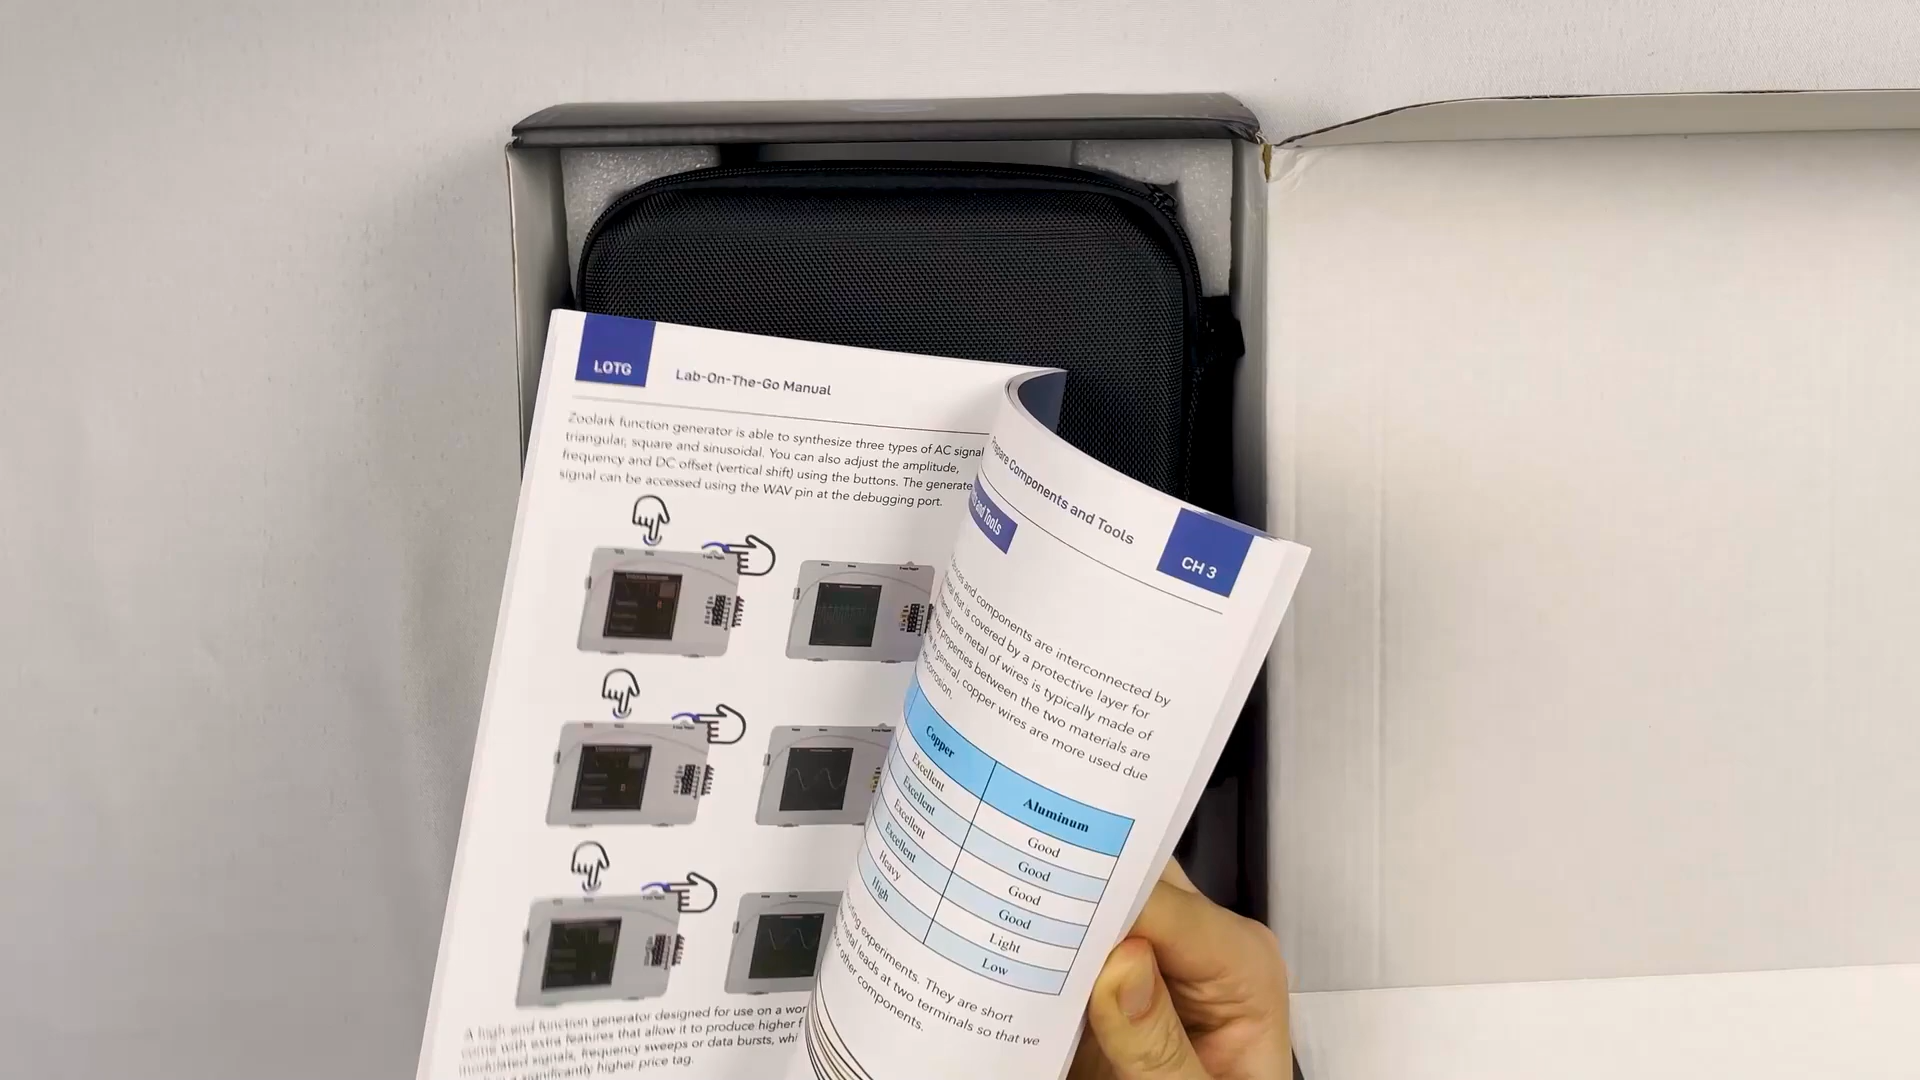 LOTG
Lab-On-The-Go Manual
Zoolark function generator is able to synthesize three types of AC signal
triangular, square and sinusoidal. You can also adjust the amplitude,
frequency and DC offset (vertical shift) using the buttons. The generate
signal can be accessed using the WAV pin at the debugging port.
A high end function generator designed for use on a wor
come with extra features that allow it to produce higher f
modulated signals, frequency sweeps or data bursts, whi
a significantly higher price tag.
Prepare Components and Tools
CH 3
and Tools
and components are interconnected by
that is covered by a protective layer for
core metal of wires is typically made of
properties between the two materials are
in general, copper wires are more used due
corrosion.
Copper Aluminum
Excellent Good
Excellent Good
Excellent Good
Excellent Good
Heavy Light
High Low
during experiments. They are short
metal leads at two terminals so that we
or other components.